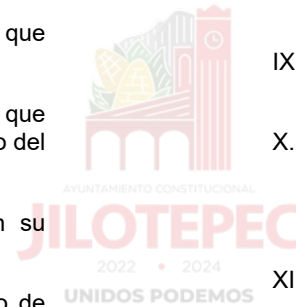 que
IX
que
o del
X.
AYUNTAMIENTO CONSTITUCIONAL
n su
JILOTEPEC
2022 • 2024
XI
UNIDOS PODEMOS
o de